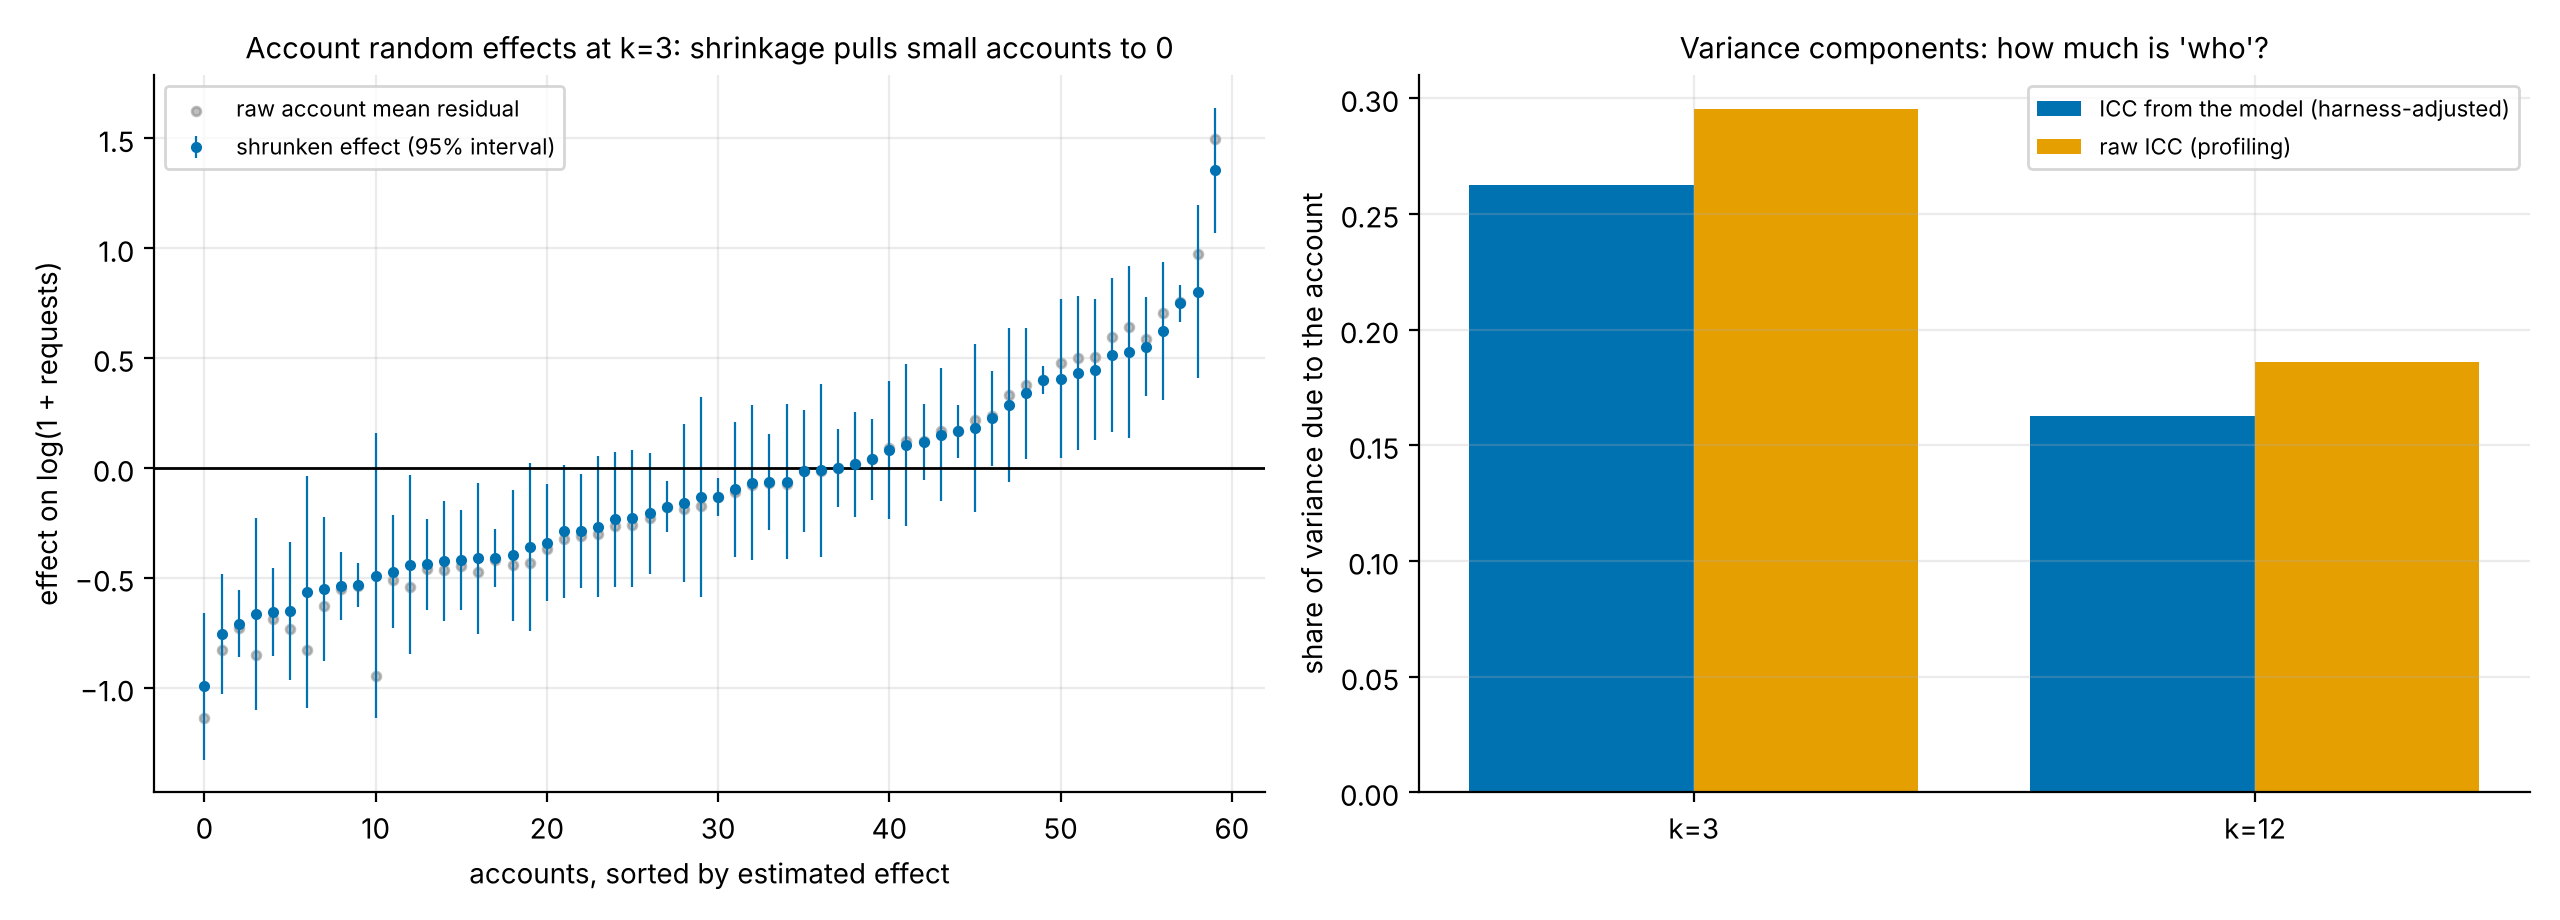 Account random effects at k=3: shrinkage pulls small accounts to 0
raw account mean residual
shrunken effect (95% interval)
effect on log(1 + requests)
1.5
1.0
0.5
0.0
−0.5
−1.0
0
10
20
30
40
50
60
accounts, sorted by estimated effect
Variance components: how much is 'who'?
ICC from the model (harness-adjusted)
raw ICC (profiling)
share of variance due to the account
0.30
0.25
0.20
0.15
0.10
0.05
0.00
k=3
k=12